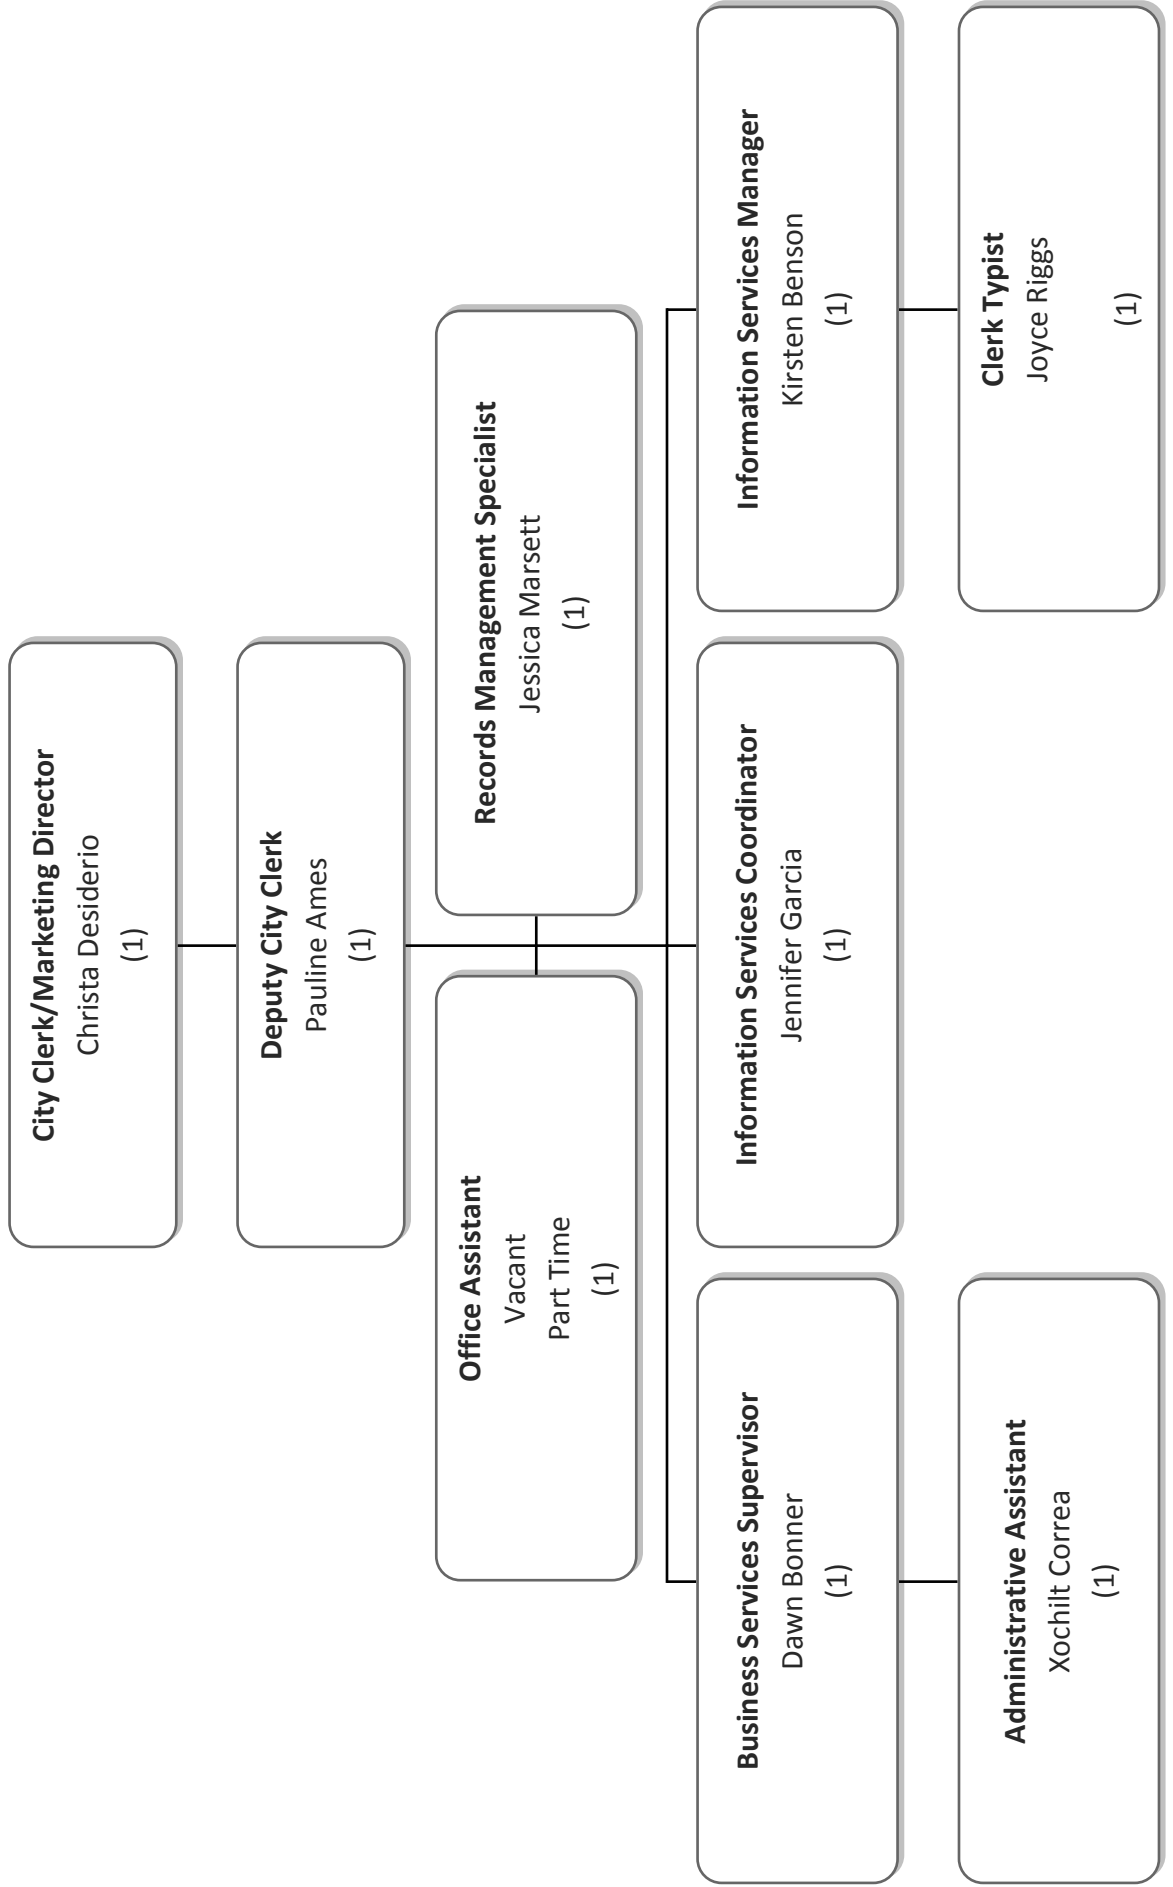 City Clerk/Marketing Director
Christa Desiderio
(1)
Deputy City Clerk
Pauline Ames
(1)
Office Assistant
Vacant
Part Time
(1)
Records Management Specialist
Jessica Marsett
(1)
Business Services Supervisor
Dawn Bonner
(1)
Information Services Coordinator
Jennifer Garcia
(1)
Information Services Manager
Kirsten Benson
(1)
Administrative Assistant
Xochilt Correa
(1)
Clerk Typist
Joyce Riggs
(1)